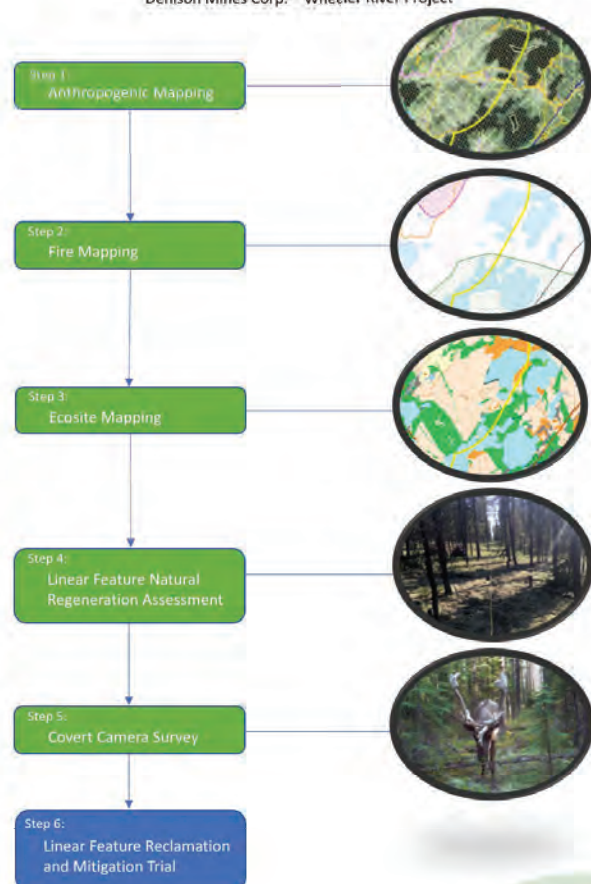 Denison Mines Corp. – Wheeler River Project
Step 1:
Anthropogenic Mapping
Step 2:
Fire Mapping
Step 3:
Ecosite Mapping
Step 4:
Linear Feature Natural
Regeneration Assessment
Step 5:
Covert Camera Survey
Step 6:
Linear Feature Reclamation
and Mitigation Trial